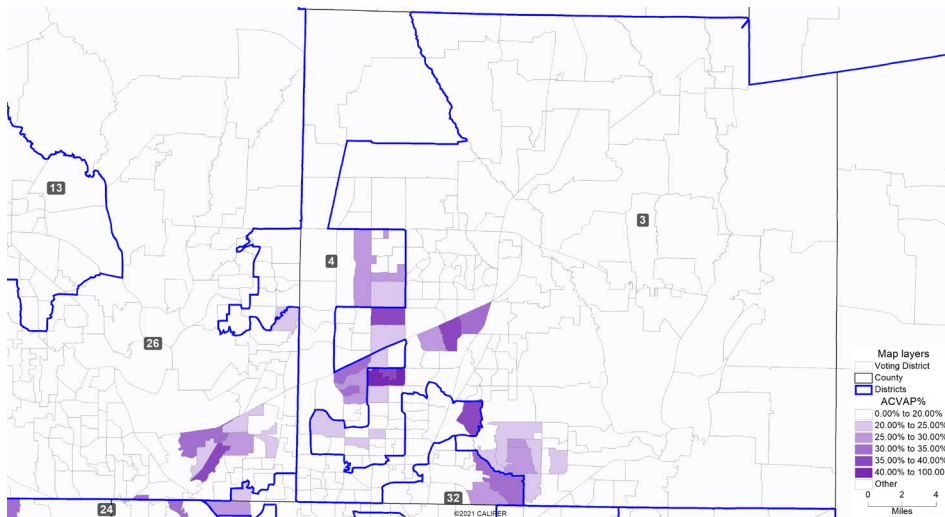 13
3
4
26
24
32
Map layers
Voting District
County
Districts
ACVAP%
0.00% to 20.00%
20.00% to 25.00%
25.00% to 30.00%
30.00% to 35.00%
35.00% to 40.00%
40.00% to 100.00
Other
0 2 4
Miles
©2021 CALIPER